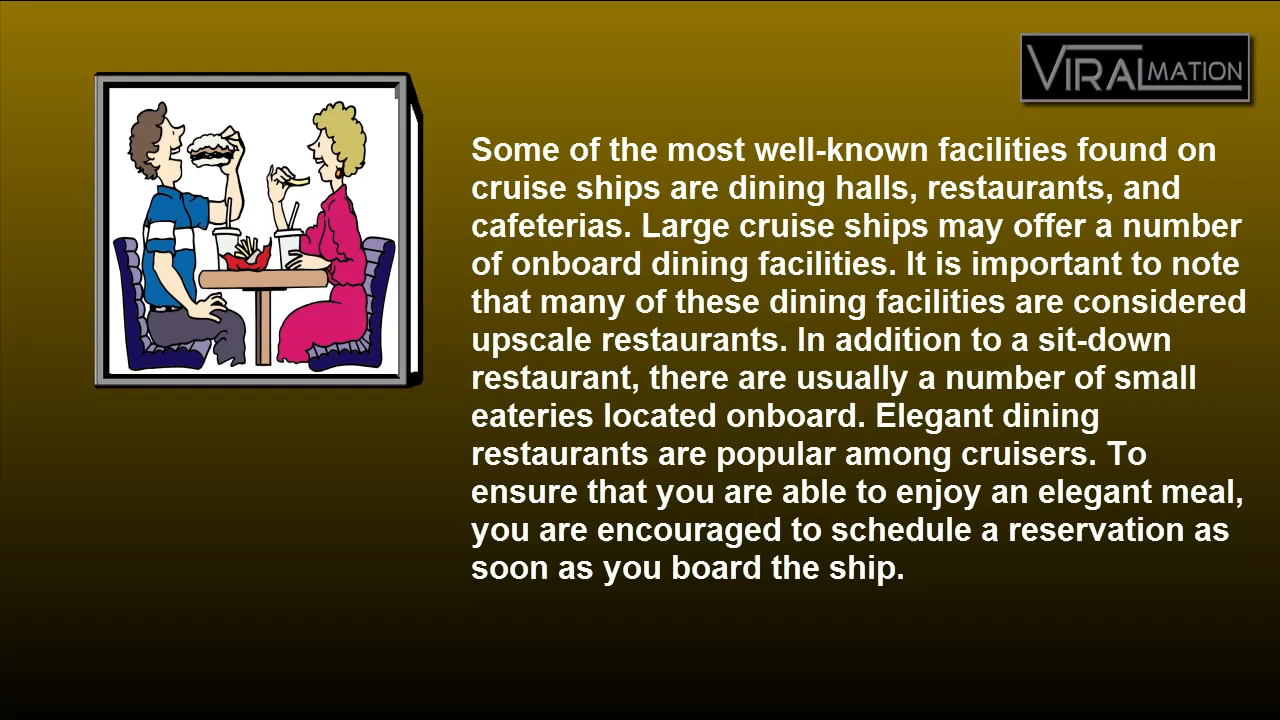 VIRALMATION
Some of the most well-known facilities found on
cruise ships are dining halls, restaurants, and
cafeterias. Large cruise ships may offer a number
of onboard dining facilities. It is important to note
that many of these dining facilities are considered
upscale restaurants. In addition to a sit-down
restaurant, there are usually a number of small
eateries located onboard. Elegant dining
restaurants are popular among cruisers. To
ensure that you are able to enjoy an elegant meal,
you are encouraged to schedule a reservation as
soon as you board the ship.